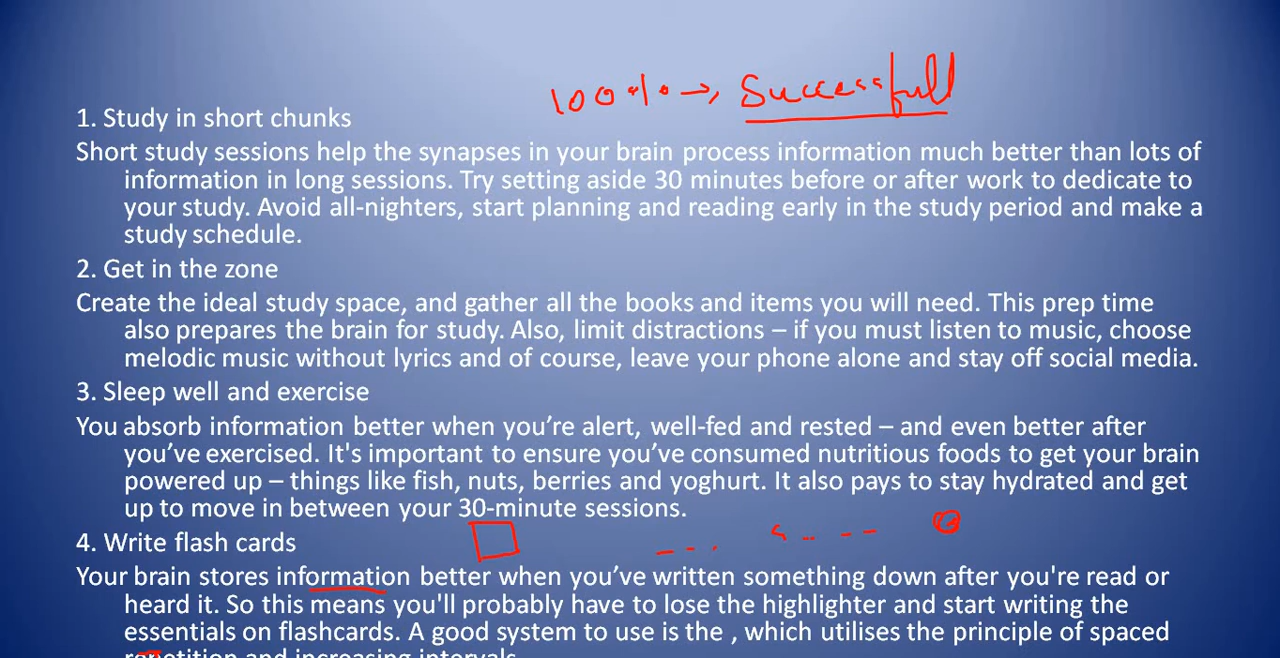 100% → Successfull
1. Study in short chunks
Short study sessions help the synapses in your brain process information much better than lots of
information in long sessions. Try setting aside 30 minutes before or after work to dedicate to
your study. Avoid all-nighters, start planning and reading early in the study period and make a
study schedule.
2. Get in the zone
Create the ideal study space, and gather all the books and items you will need. This prep time
also prepares the brain for study. Also, limit distractions – if you must listen to music, choose
melodic music without lyrics and of course, leave your phone alone and stay off social media.
3. Sleep well and exercise
You absorb information better when you’re alert, well-fed and rested – and even better after
you’ve exercised. It's important to ensure you’ve consumed nutritious foods to get your brain
powered up – things like fish, nuts, berries and yoghurt. It also pays to stay hydrated and get
up to move in between your 30-minute sessions.
4. Write flash cards
Your brain stores information better when you’ve written something down after you're read or
heard it. So this means you'll probably have to lose the highlighter and start writing the
essentials on flashcards. A good system to use is the , which utilises the principle of spaced
repetition and increasing intervals.